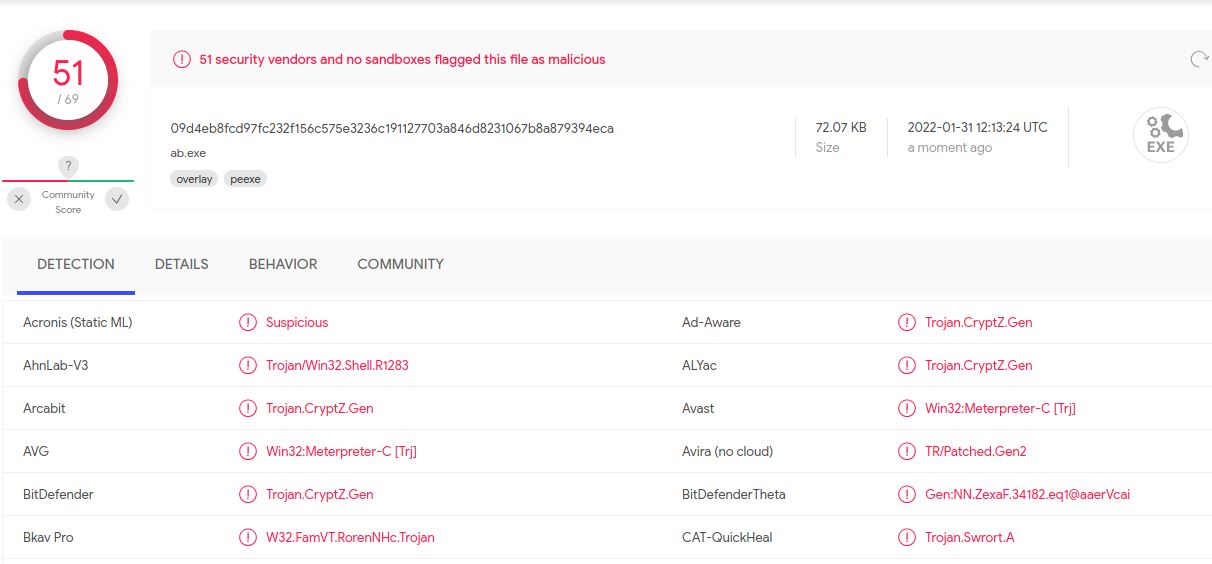 51
/ 69
51 security vendors and no sandboxes flagged this file as malicious
?
Community
Score
09d4eb8fcd97fc232f156c575e3236c191127703a846d8231067b8a879394eca
ab.exe
overlay peexe
72.07 KB
Size
2022-01-31 12:13:24 UTC
a moment ago
EXE
DETECTION DETAILS BEHAVIOR COMMUNITY
Acronis (Static ML) Suspicious Ad-Aware Trojan.CryptZ.Gen
AhnLab-V3 Trojan/Win32.Shell.R1283 ALYac Trojan.CryptZ.Gen
Arcabit Trojan.CryptZ.Gen Avast Win32:Meterpreter-C [Trj]
AVG Win32:Meterpreter-C [Trj] Avira (no cloud) TR/Patched.Gen2
BitDefender Trojan.CryptZ.Gen BitDefenderTheta Gen:NN.ZexaF.34182.eq1@aaerVcai
Bkav Pro W32.FamVT.RorenNHc.Trojan CAT-QuickHeal Trojan.Swrort.A